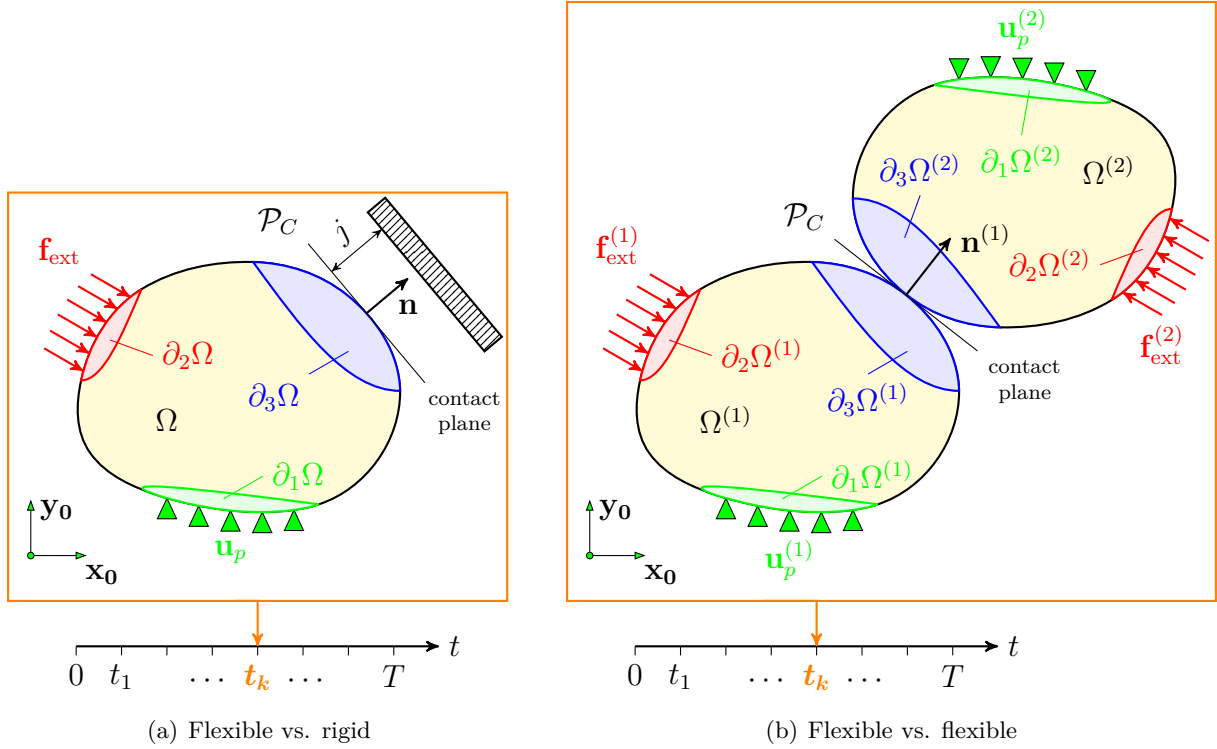 𝒫_C
j
f_ext
n
∂₂Ω
∂₃Ω
contact
plane
Ω
∂₁Ω
y₀
u_p
x₀
t
0 t₁ ··· t_k ··· T
(a) Flexible vs. rigid
u_p^(2)
∂₃Ω^(2)
∂₁Ω^(2)
Ω^(2)
𝒫_C
n^(1)
f_ext^(1)
∂₂Ω^(2)
f_ext^(2)
∂₂Ω^(1)
contact
plane
∂₃Ω^(1)
Ω^(1)
∂₁Ω^(1)
y₀
u_p^(1)
x₀
t
0 t₁ ··· t_k ··· T
(b) Flexible vs. flexible